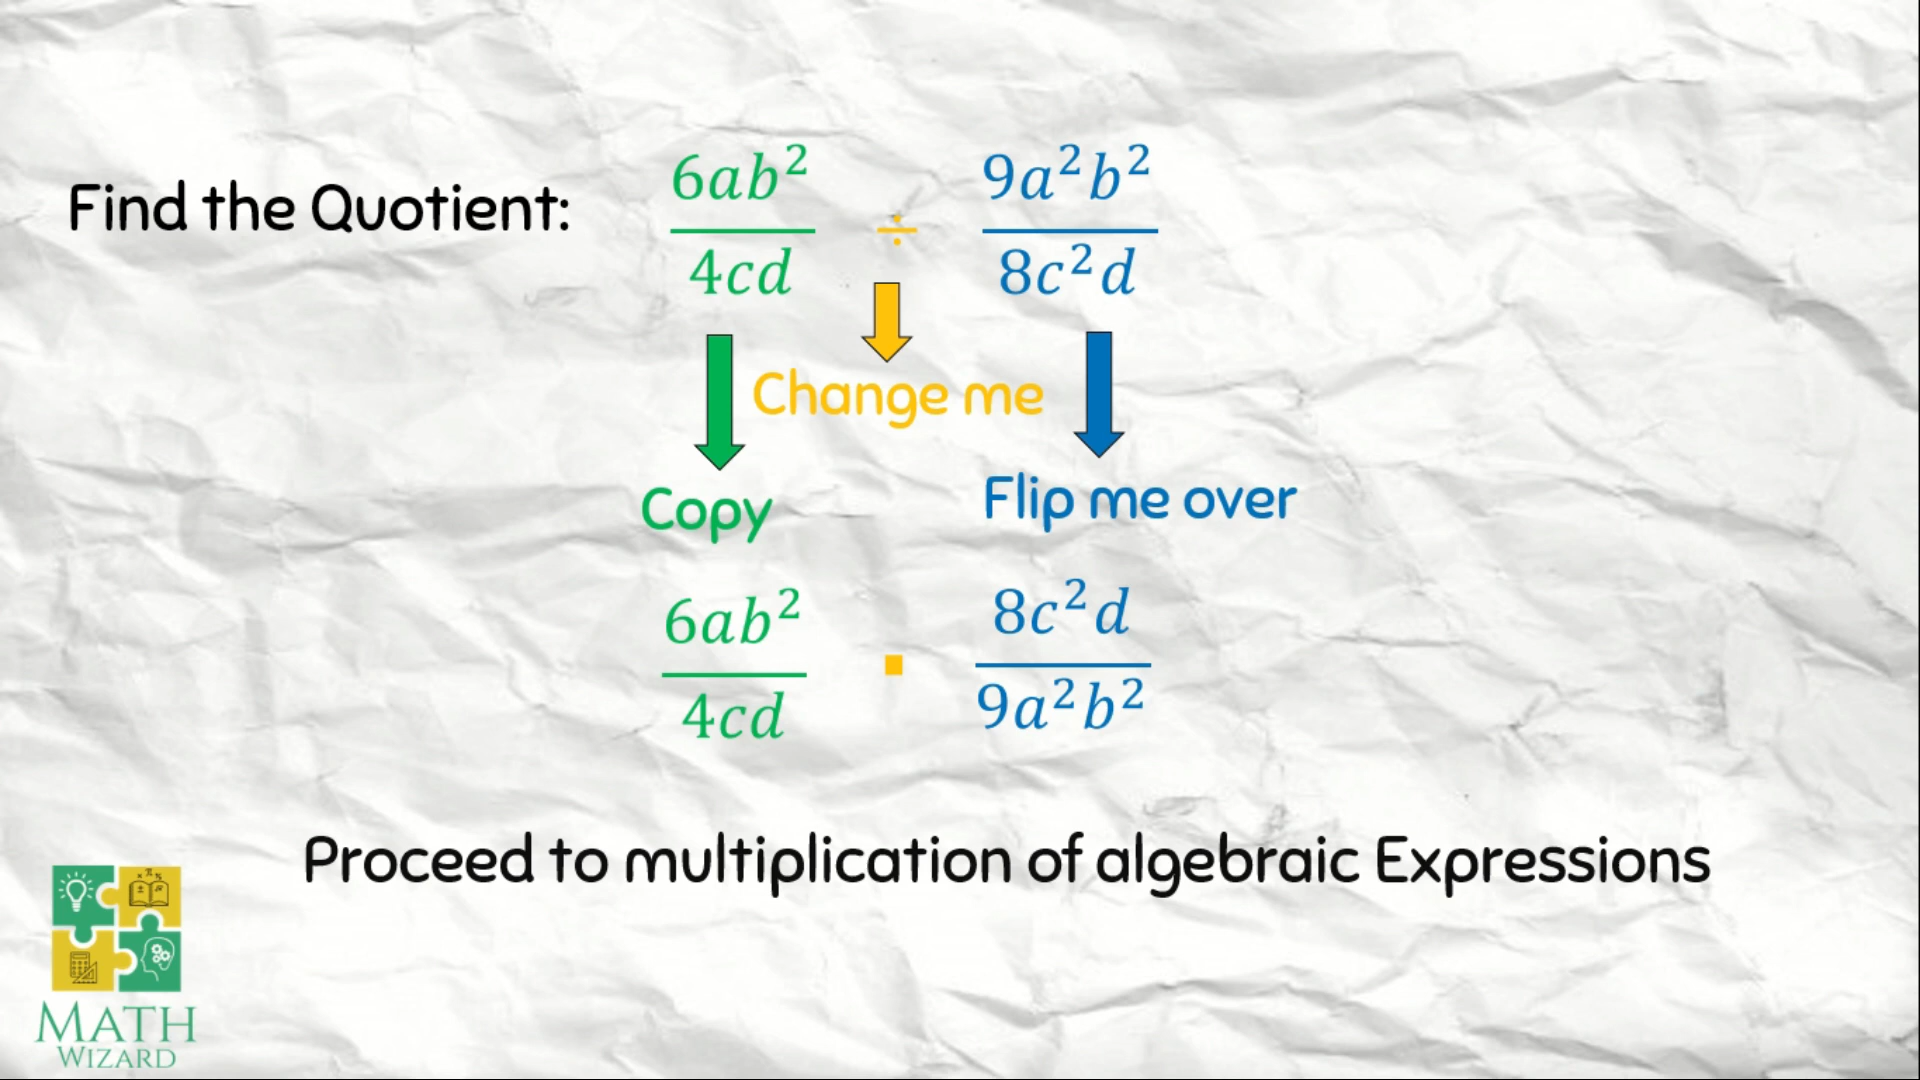 Find the Quotient:
6ab² / 4cd ÷ 9a²b² / 8c²d
Change me
Copy
Flip me over
6ab² / 4cd ▪ 8c²d / 9a²b²
Proceed to multiplication of algebraic Expressions
MATH
WIZARD